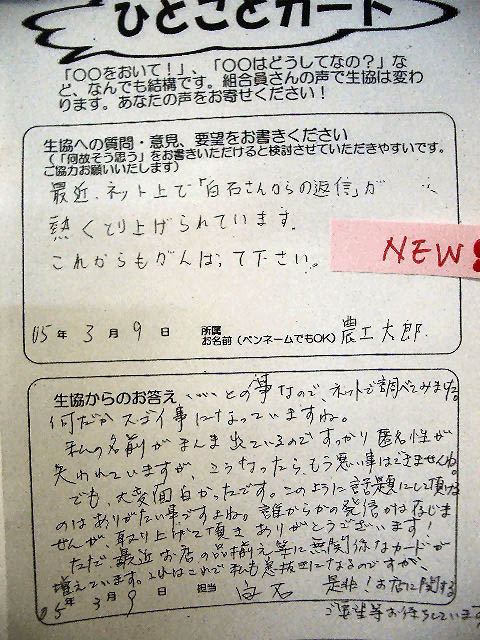 ひとことカード
「〇〇をおいて!」、「〇〇はどうしてなの?」な
ど、なんでも結構です。組合員さんの声で生協は変わ
ります。あなたの声をお寄せください!
生協への質問・意見、要望をお書きください
(「何故そう思う」をお書きいただけると検討させていただきやすいです。
ご協力お願いいたします)
最近、ネット上で「白石さんからの返信」が
熱くとり上げられています。
これからもがんばって下さい。
NEW
05年 3月 9日 所属
お名前(ペンネームでもOK) 農工太郎
生協からのお答え との事なので、ネットで調べてみました。
何だかスゴイ事になっていますね。
私の名前がまんま出ているのですっかり匿名性が
失われていますが、こうなったら、もう悪い事はできませんね。
でも、大変面白かったです。このように話題にして頂く
のはありがたい事ですよね。誰からの発信かは存じま
せんが、取り上げて頂き、ありがとうございます!
ただ、最近お店の品揃え等に無関係なカードが
増えています。これはこれで私も息抜きになるのですが、
是非!お店に関する
05年 3月 9日 担当 白石
ご要望等お待ちしています